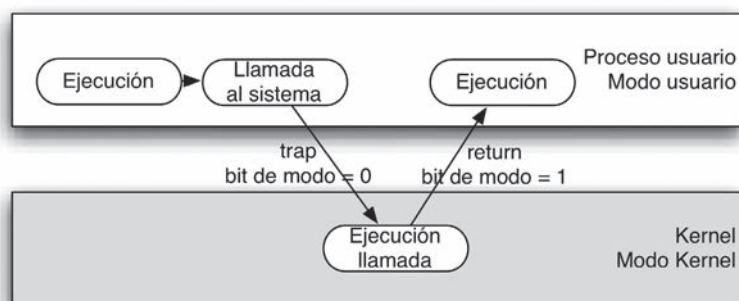 Proceso usuario
Modo usuario
Ejecución
Llamada
al sistema
Ejecución
trap
bit de modo = 0
return
bit de modo = 1
Ejecución
llamada
Kernel
Modo Kernel